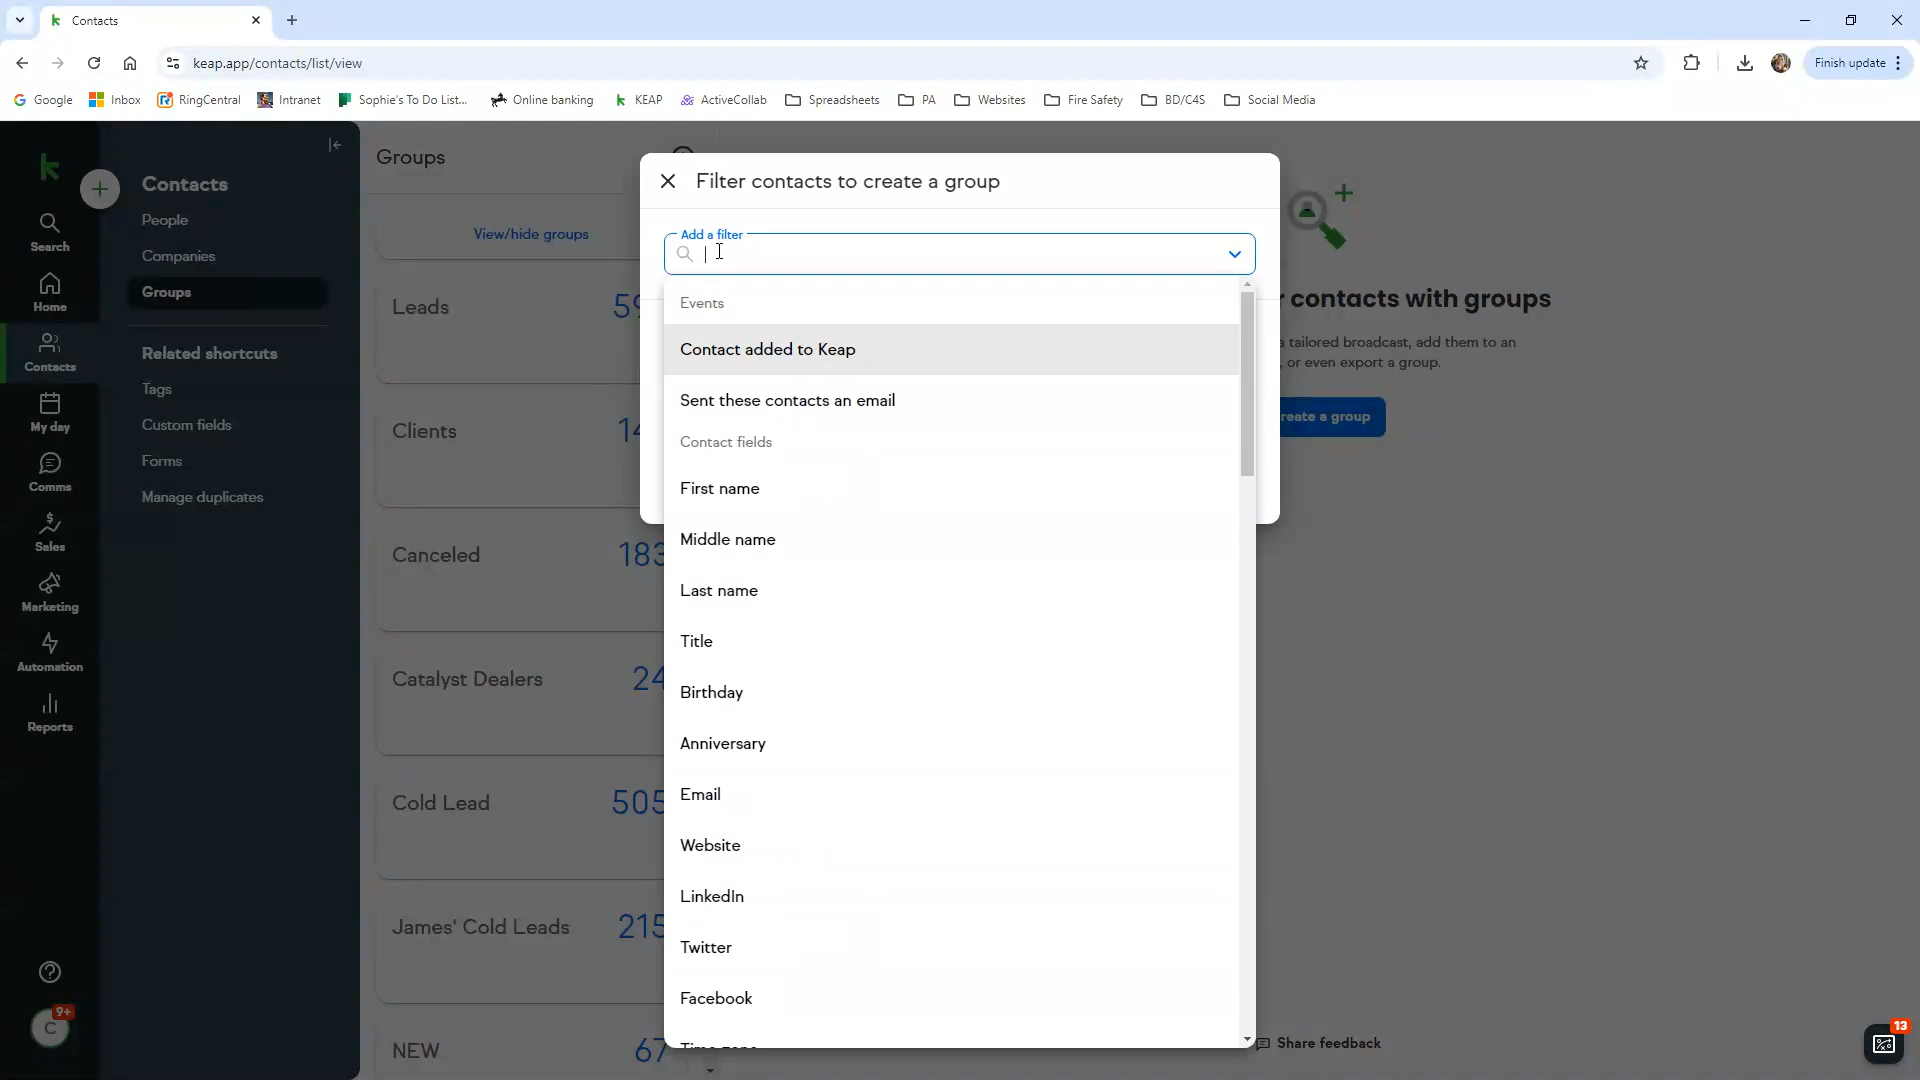 Contacts
keap.app/contacts/list/view
Finish update
Google
Inbox
RingCentral
Intranet
Sophie's To Do List...
Online banking
KEAP
ActiveCollab
Spreadsheets
PA
Websites
Fire Safety
BD/C4S
Social Media
Search
Home
Contacts
My day
Comms
Sales
Marketing
Automation
Reports
9+
C
Contacts
People
Companies
Groups
Related shortcuts
Tags
Custom fields
Forms
Manage duplicates
Groups
View/hide groups
Leads
Clients
Canceled 183
Catalyst Dealers
Cold Lead 505
James' Cold Leads 215
NEW 67
Filter contacts to create a group
Add a filter
Events
Contact added to Keap
Sent these contacts an email
Contact fields
First name
Middle name
Last name
Title
Birthday
Anniversary
Email
Website
LinkedIn
Twitter
Facebook
Time zone
contacts with groups
a tailored broadcast, add them to an
, or even export a group.
reate a group
Share feedback
13